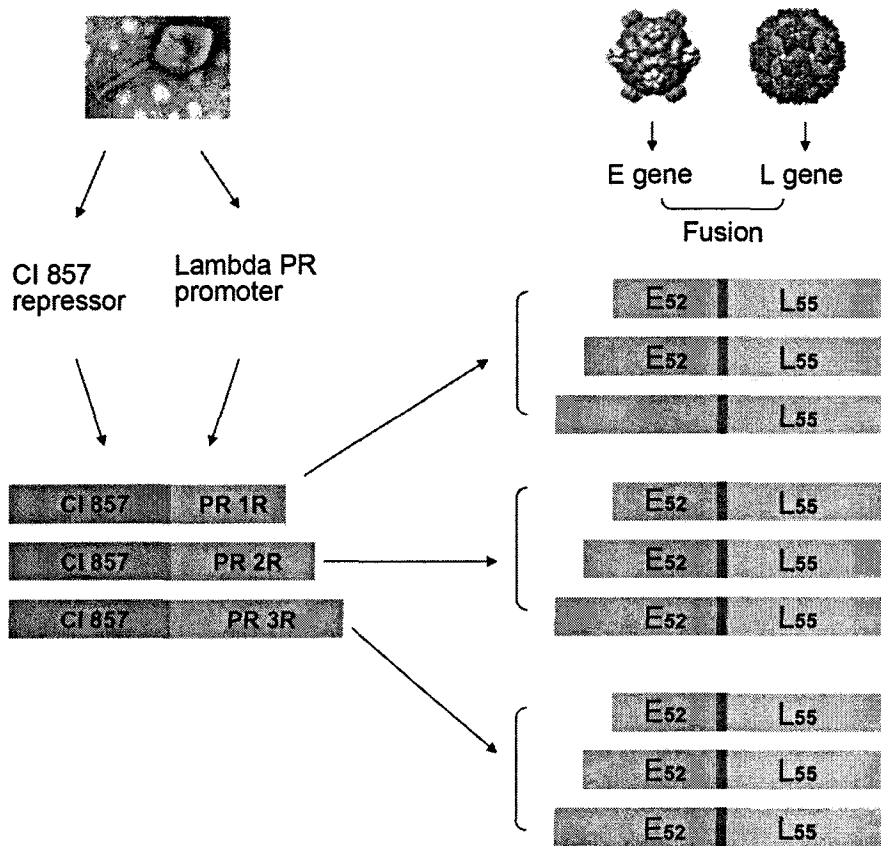 E gene
L gene
Fusion
CI 857
repressor
Lambda PR
promoter
E52 L55
E52 L55
L55
CI 857 PR 1R
CI 857 PR 2R
CI 857 PR 3R
E52 L55
E52 L55
E52 L55
E52 L55
E52 L55
E52 L55